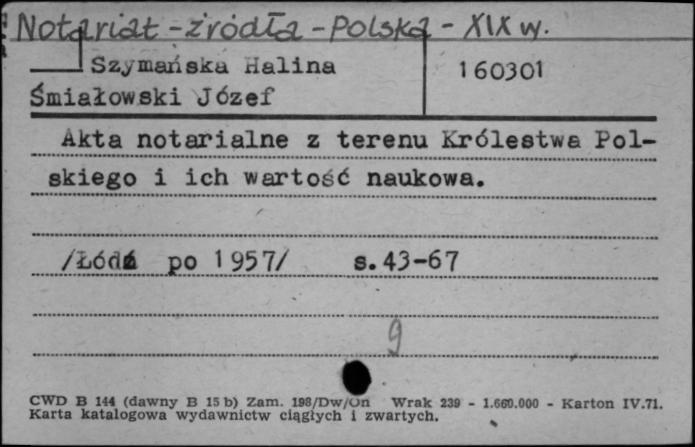 Notariat - źródła - Polska - XIX w.
Szymańska Halina 160301
Śmiałowski Józef
Akta notarialne z terenu Królestwa Pol-
skiego i ich wartość naukowa.
/Łódź po 1957/ s.43-67
9
CWD B 144 (dawny B 15 b) Zam. 198/Dw/On Wrak 239 - 1.660.000 - Karton IV.71.
Karta katalogowa wydawnictw ciągłych i zwartych.